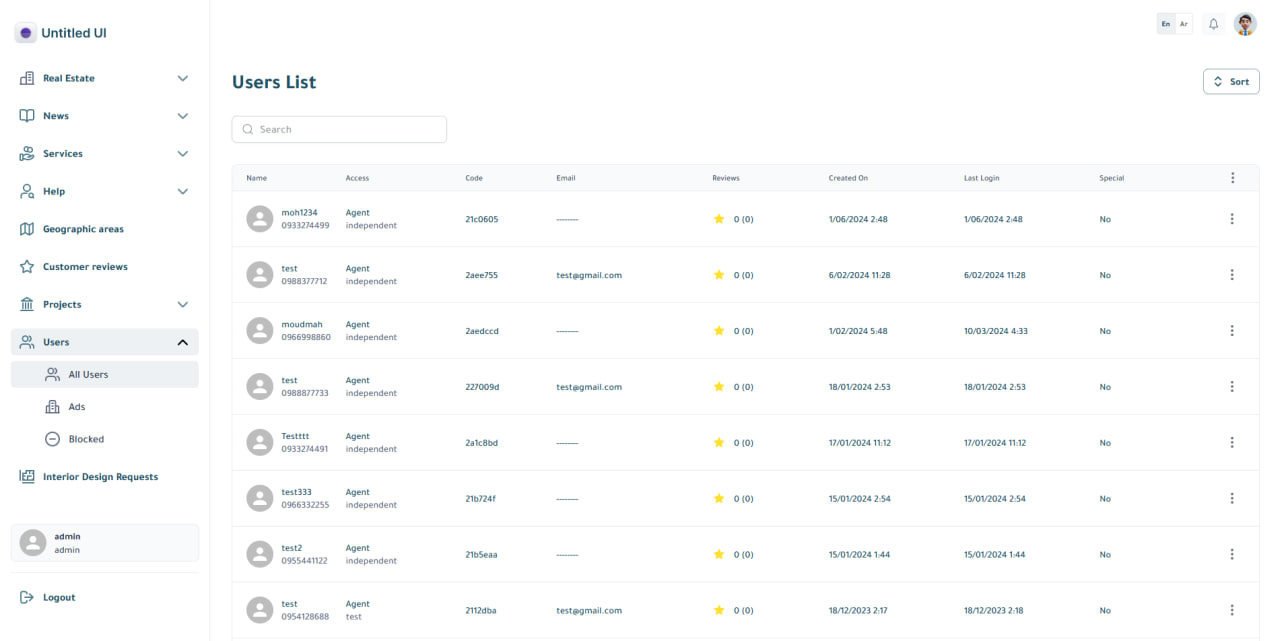 Untitled UI
En Ar
Real Estate
News
Services
Help
Geographic areas
Customer reviews
Projects
Users
All Users
Ads
Blocked
Interior Design Requests
admin
admin
Logout
Users List
Sort
Search
Name Access Code Email Reviews Created On Last Login Special
moh1234 Agent
0933274499 independent
21c0605 -------- 0 (0) 1/06/2024 2:48 1/06/2024 2:48 No
test Agent
0988377712 independent
2aee755 test@gmail.com 0 (0) 6/02/2024 11:28 6/02/2024 11:28 No
moudmah Agent
0966998860 independent
2aedccd -------- 0 (0) 1/02/2024 5:48 10/03/2024 4:33 No
test Agent
0988877733 independent
227009d test@gmail.com 0 (0) 18/01/2024 2:53 18/01/2024 2:53 No
Testttt Agent
0933274491 independent
2a1c8bd -------- 0 (0) 17/01/2024 11:12 17/01/2024 11:12 No
test333 Agent
0966332255 independent
21b724f -------- 0 (0) 15/01/2024 2:54 15/01/2024 2:54 No
test2 Agent
0955441122 independent
21b5eaa -------- 0 (0) 15/01/2024 1:44 15/01/2024 1:44 No
test Agent
0954128688 test
2112dba test@gmail.com 0 (0) 18/12/2023 2:17 18/12/2023 2:18 No